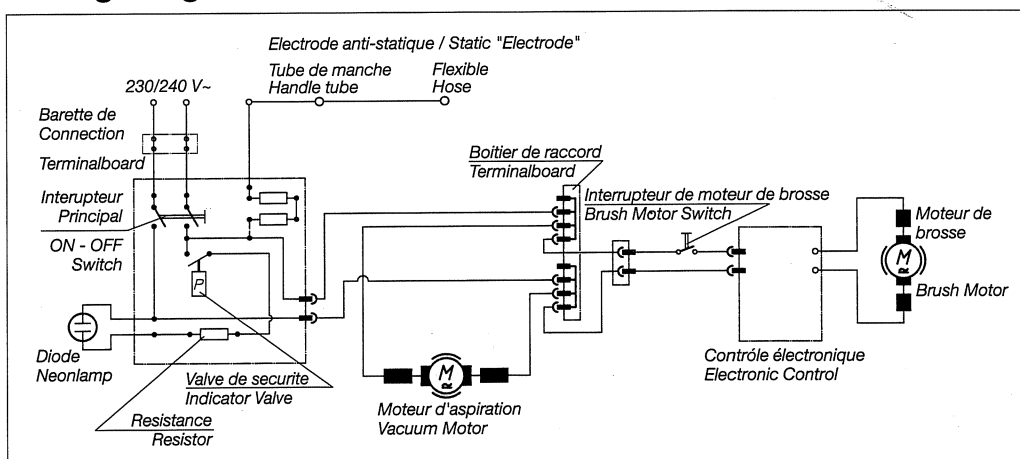 Electrode anti-statique / Static "Electrode"
Tube de manche
Handle tube
Flexible
Hose
230/240 V~
Barette de
Connection
Terminalboard
Interupteur
Principal
ON - OFF
Switch
P
Diode
Neonlamp
Resistance
Resistor
Valve de securite
Indicator Valve
M
Moteur d'aspiration
Vacuum Motor
Boitier de raccord
Terminalboard
Interrupteur de moteur de brosse
Brush Motor Switch
Contrôle électronique
Electronic Control
Moteur de
brosse
M
Brush Motor